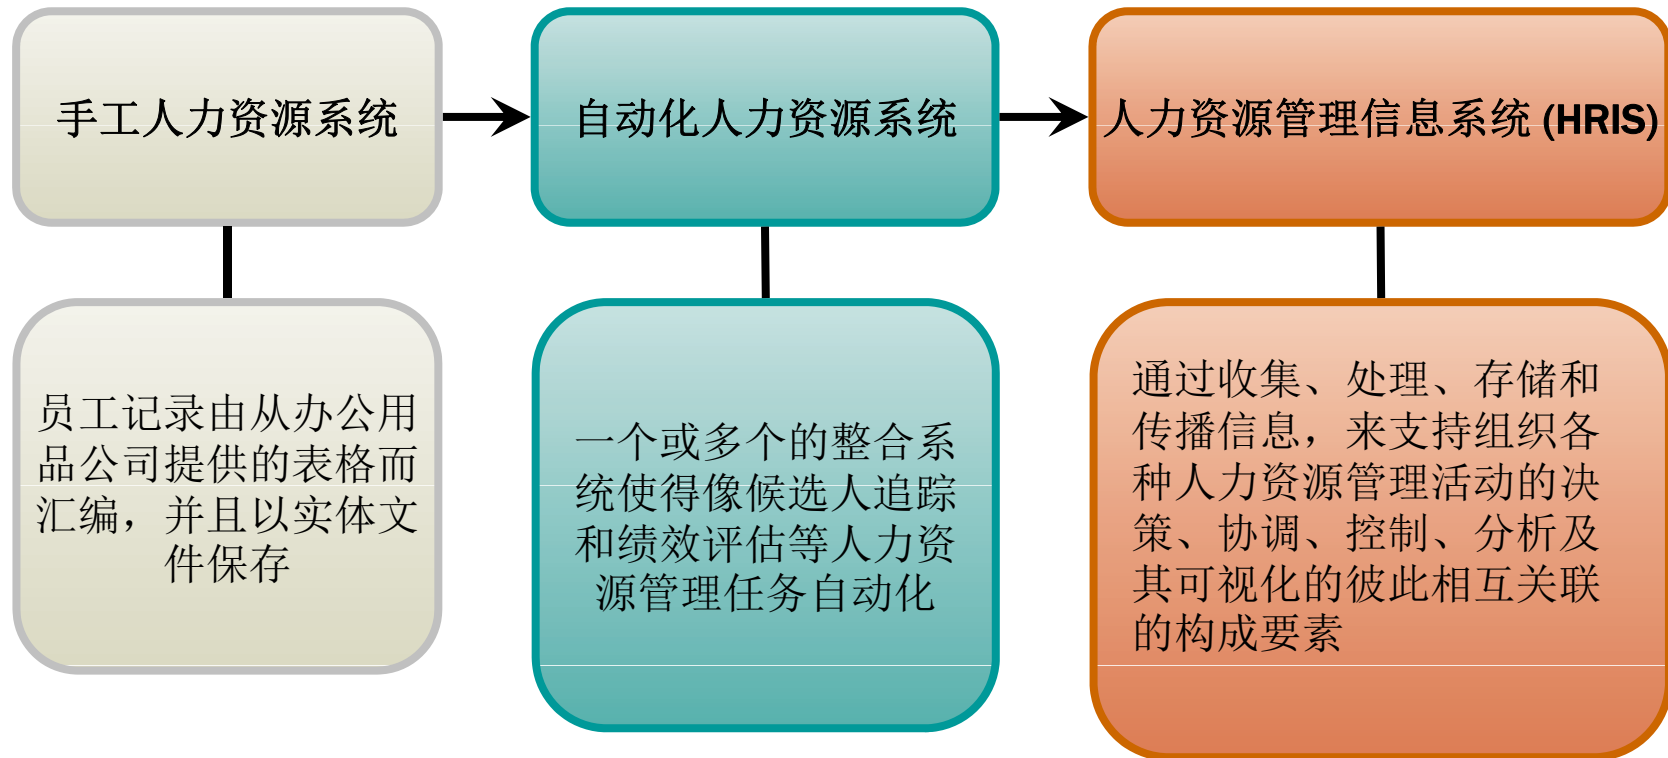 手工人力资源系统
自动化人力资源系统
人力资源管理信息系统 (HRIS)
员工记录由从办公用
品公司提供的表格而
汇编，并且以实体文
件保存
一个或多个的整合系
统使得像候选人追踪
和绩效评估等人力资
源管理任务自动化
通过收集、处理、存储和
传播信息，来支持组织各
种人力资源管理活动的决
策、协调、控制、分析及
其可视化的彼此相互关联
的构成要素